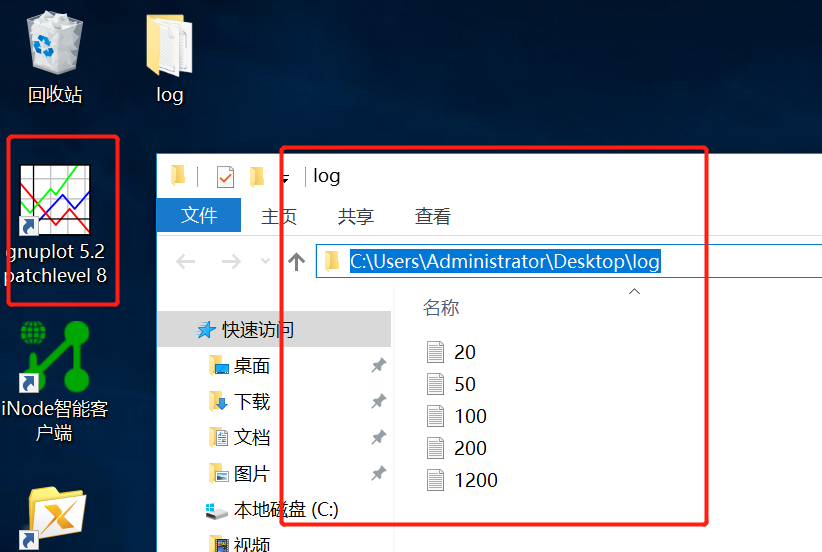 回收站
log
gnuplot 5.2
patchlevel 8
iNode智能客
户端
log
文件
主页
共享
查看
C:\Users\Administrator\Desktop\log
快速访问
桌面
下载
文档
图片
本地磁盘 (C:)
视频
名称
20
50
100
200
1200